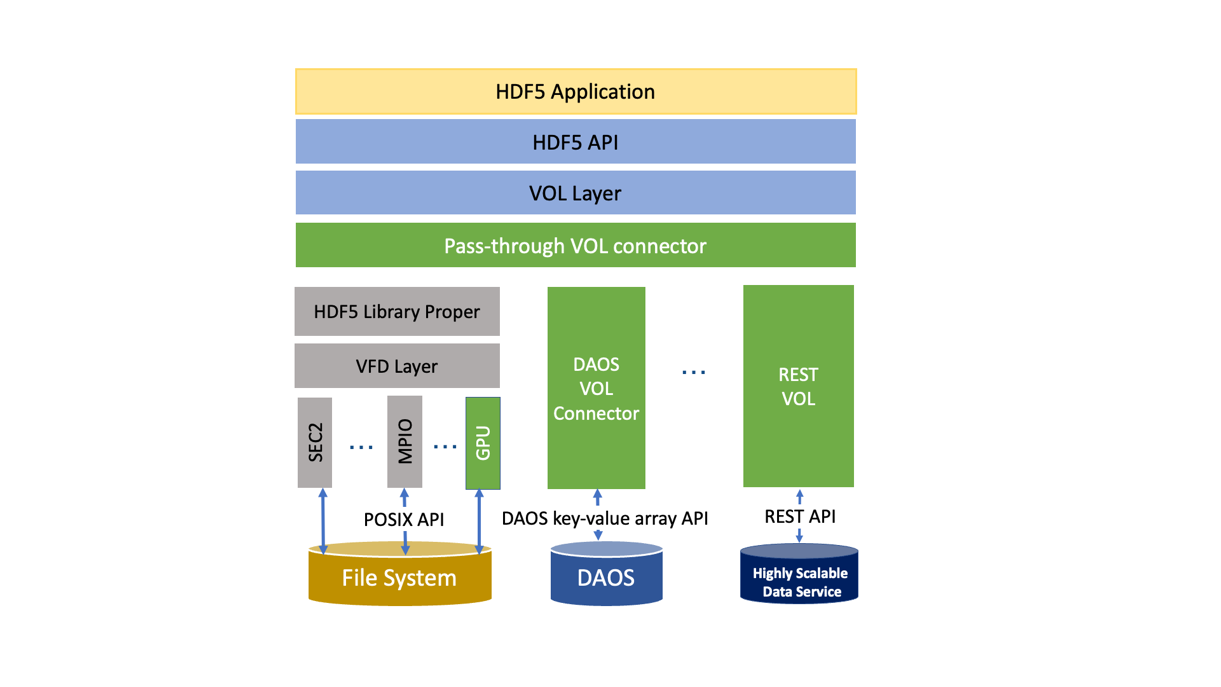 HDF5 Application
HDF5 API
VOL Layer
Pass-through VOL connector
HDF5 Library Proper
VFD Layer
SEC2
...
MPIO
...
GPU
DAOS
VOL
Connector
...
REST
VOL
POSIX API
DAOS key-value array API
REST API
File System
DAOS
Highly Scalable
Data Service